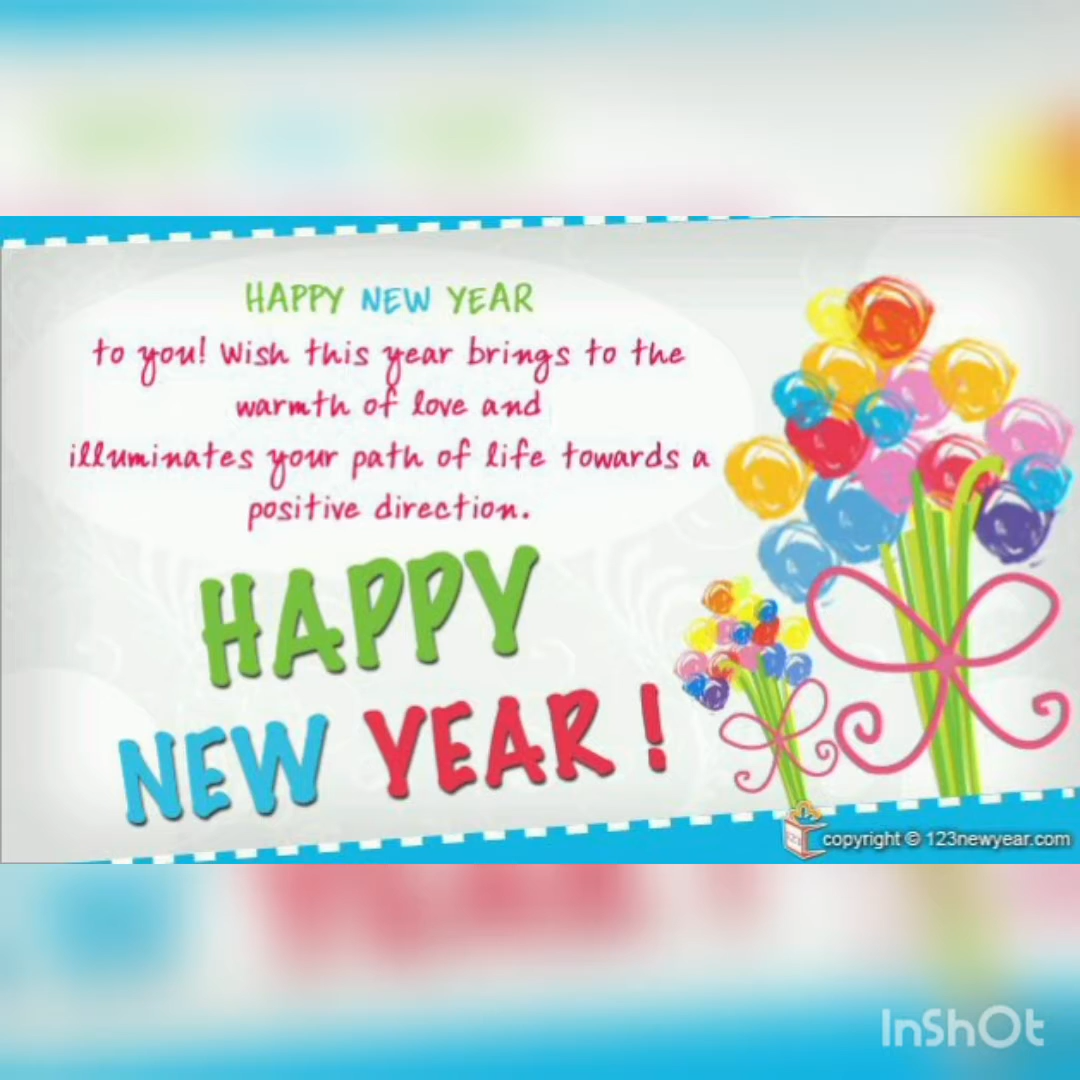 HAPPY NEW YEAR
to you! Wish this year brings to the
warmth of love and
illuminates your path of life towards a
positive direction.
HAPPY
NEW YEAR!
copyright © 123newyear.com
InShOt